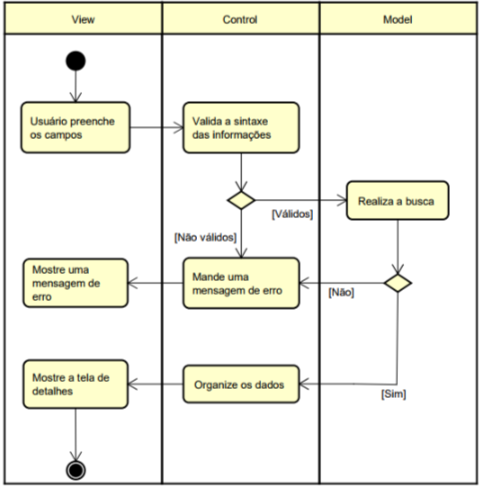 View
Control
Model
Usuário preenche
os campos
Valida a sintaxe
das informações
[Válidos]
Realiza a busca
[Não válidos]
Mostre uma
mensagem de
erro
Mande uma
mensagem de erro
[Não]
Mostre a tela de
detalhes
Organize os dados
[Sim]